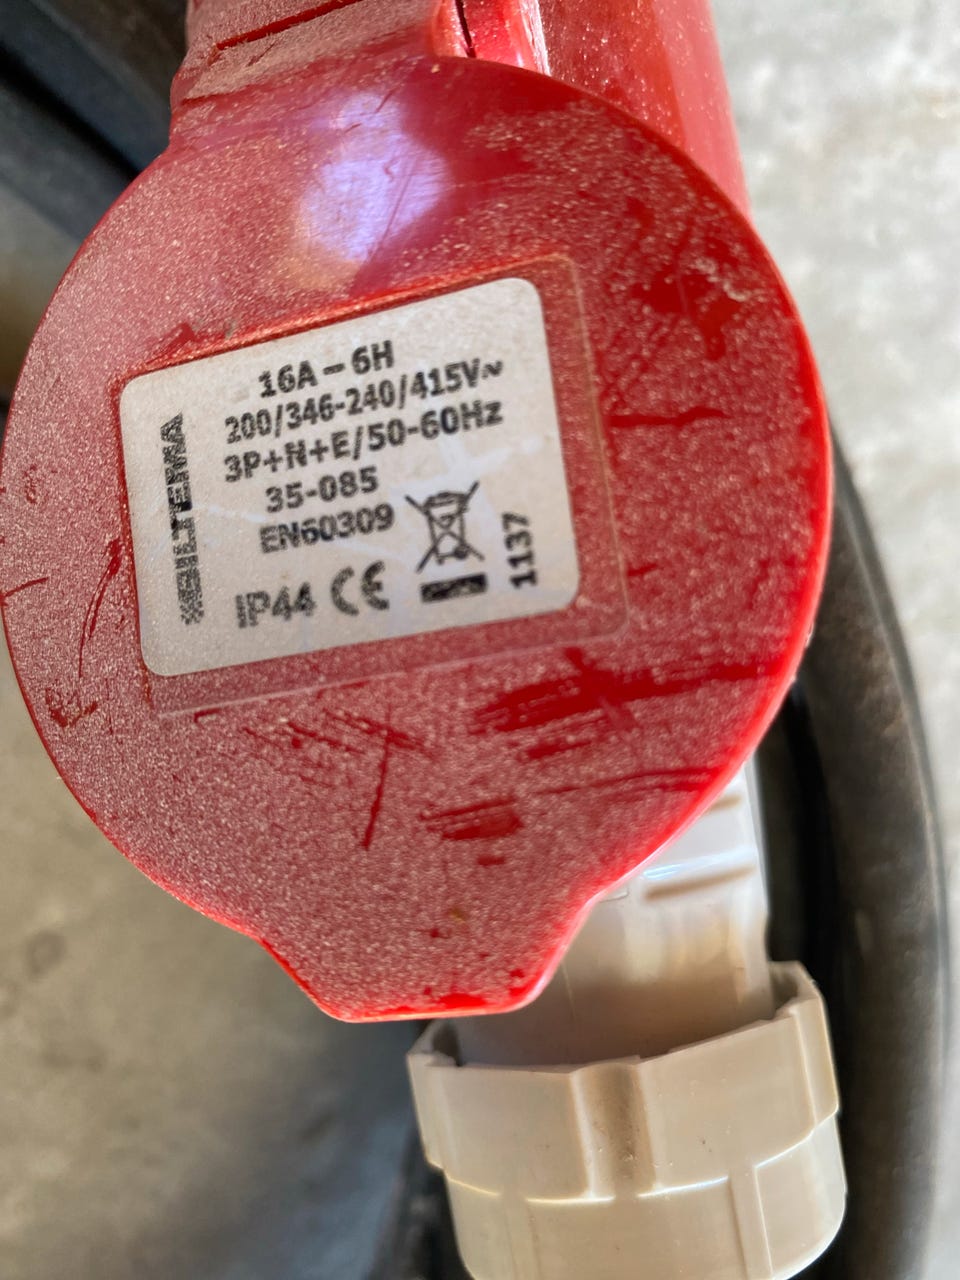 BILTEMA
16A - 6H
200/346-240/415V~
3P+N+E/50-60Hz
35-085
EN60309
IP44 CE
1137